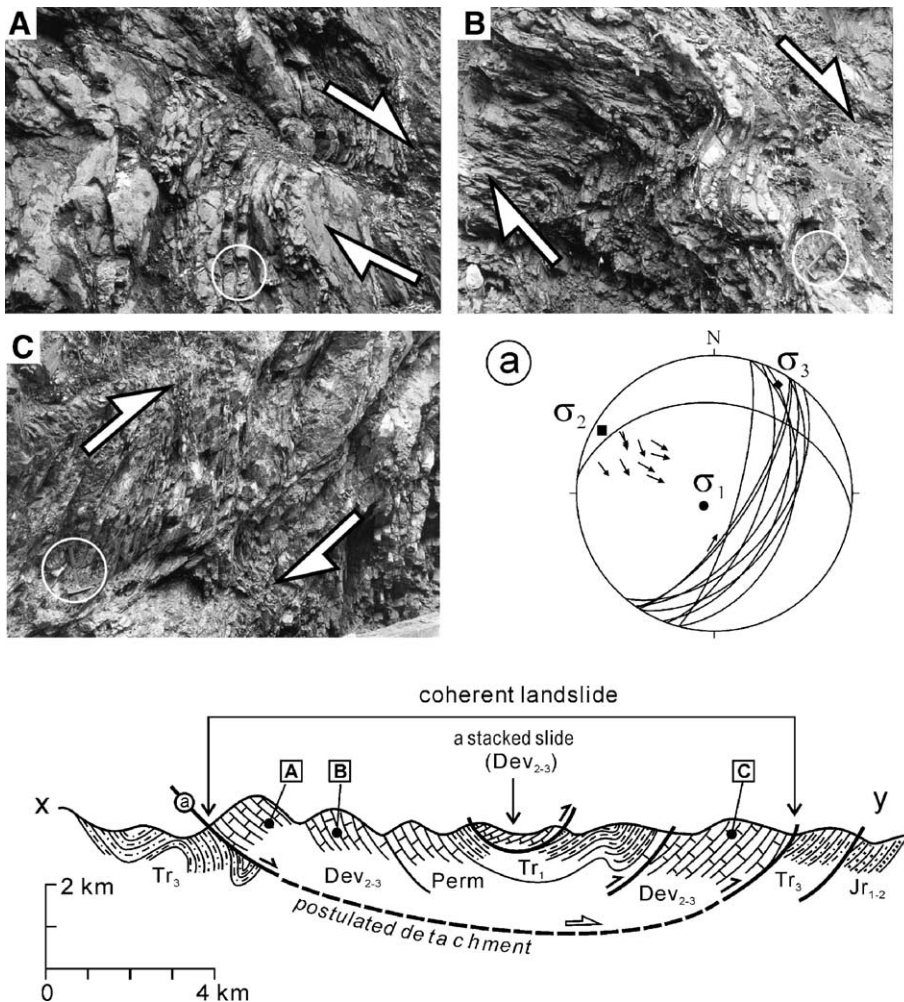 A
B
C
a
N
σ3
σ2
σ1
coherent landslide
a stacked slide
(Dev2-3)
x
a
A
B
C
y
Tr3
Dev2-3
Perm
Tr1
Dev2-3
Tr3
Jr1-2
postulated detachment
2 km
0
4 km